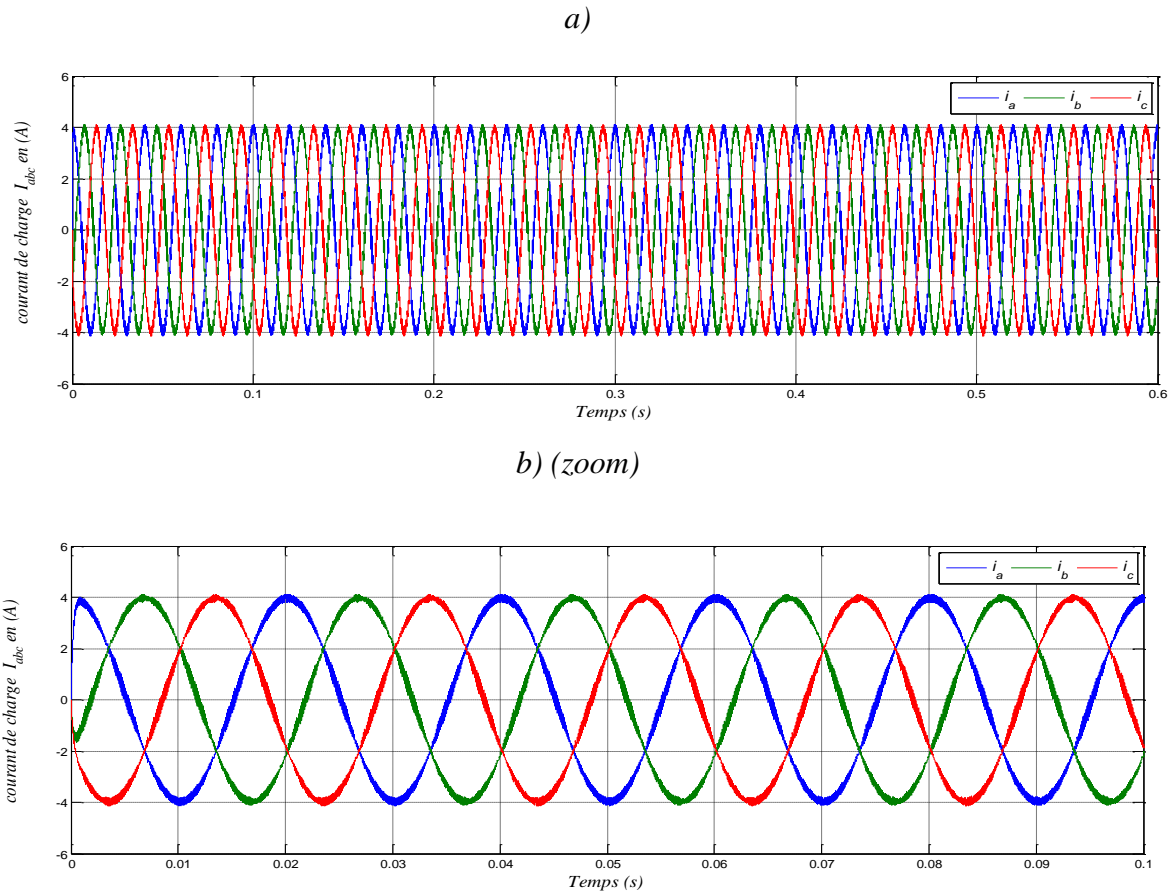 a)
6
4
2
0
-2
-4
-6
courant de charge I_abc en (A)
i_a i_b i_c
0 0.1 0.2 0.3 0.4 0.5 0.6
Temps (s)
b) (zoom)
6
4
2
0
-2
-4
-6
courant de charge I_abc en (A)
i_a i_b i_c
0 0.01 0.02 0.03 0.04 0.05 0.06 0.07 0.08 0.09 0.1
Temps (s)